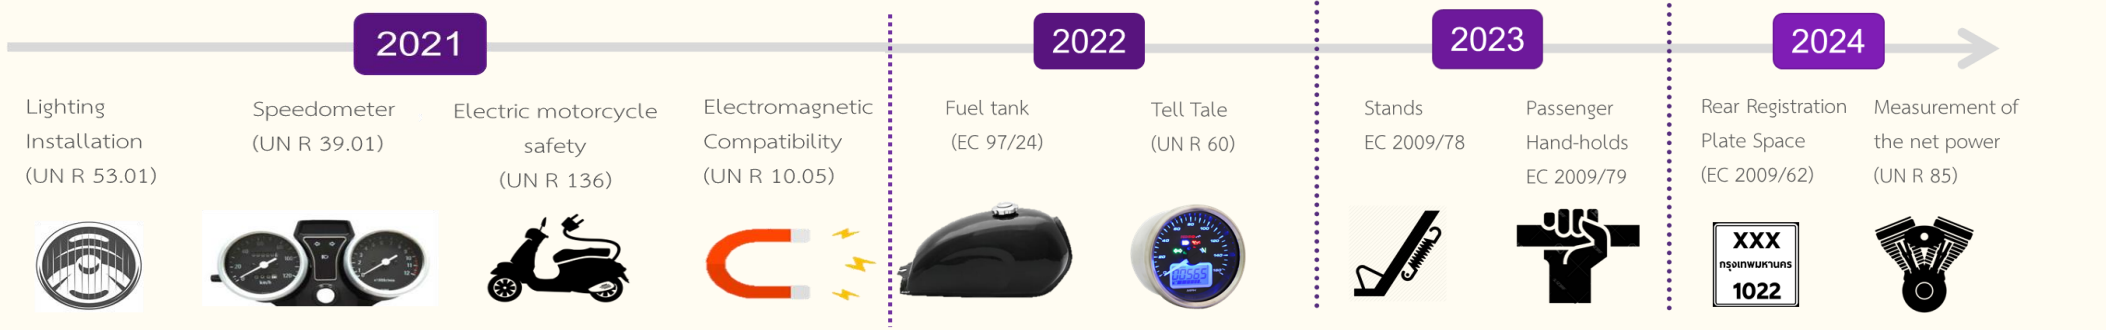 2021
2022
2023
2024
Lighting
Installation
(UN R 53.01)
Speedometer
(UN R 39.01)
Electric motorcycle
safety
(UN R 136)
Electromagnetic
Compatibility
(UN R 10.05)
Fuel tank
(EC 97/24)
Tell Tale
(UN R 60)
Stands
EC 2009/78
Passenger
Hand-holds
EC 2009/79
Rear Registration
Plate Space
(EC 2009/62)
Measurement of
the net power
(UN R 85)
XXX
กรุงเทพมหานคร
1022